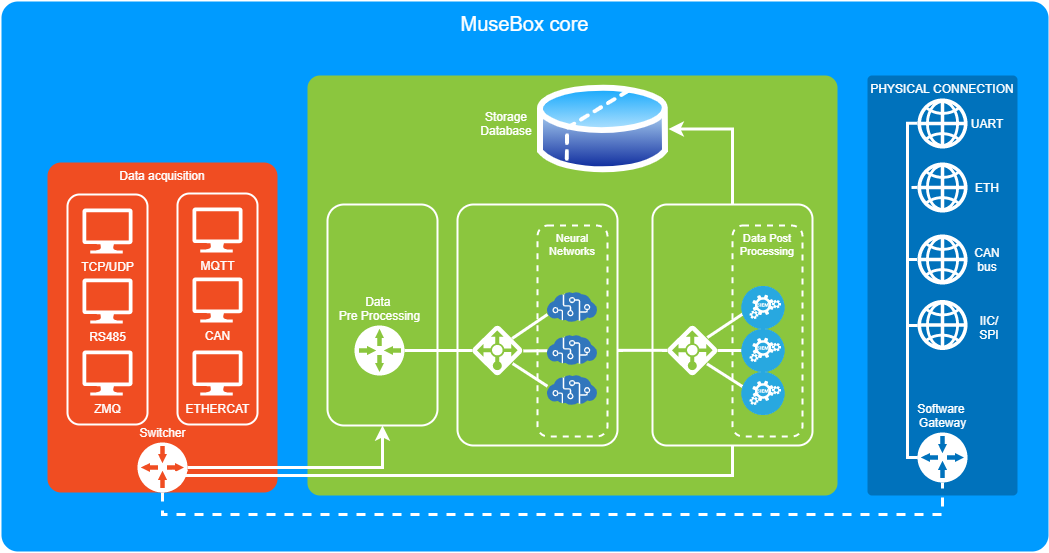 MuseBox core
Data acquisition
TCP/UDP
RS485
ZMQ
MQTT
CAN
ETHERCAT
Switcher
Storage
Database
Data
Pre Processing
Neural
Networks
Data Post
Processing
PHYSICAL CONNECTION
UART
ETH
CAN
bus
IIC/
SPI
Software
Gateway